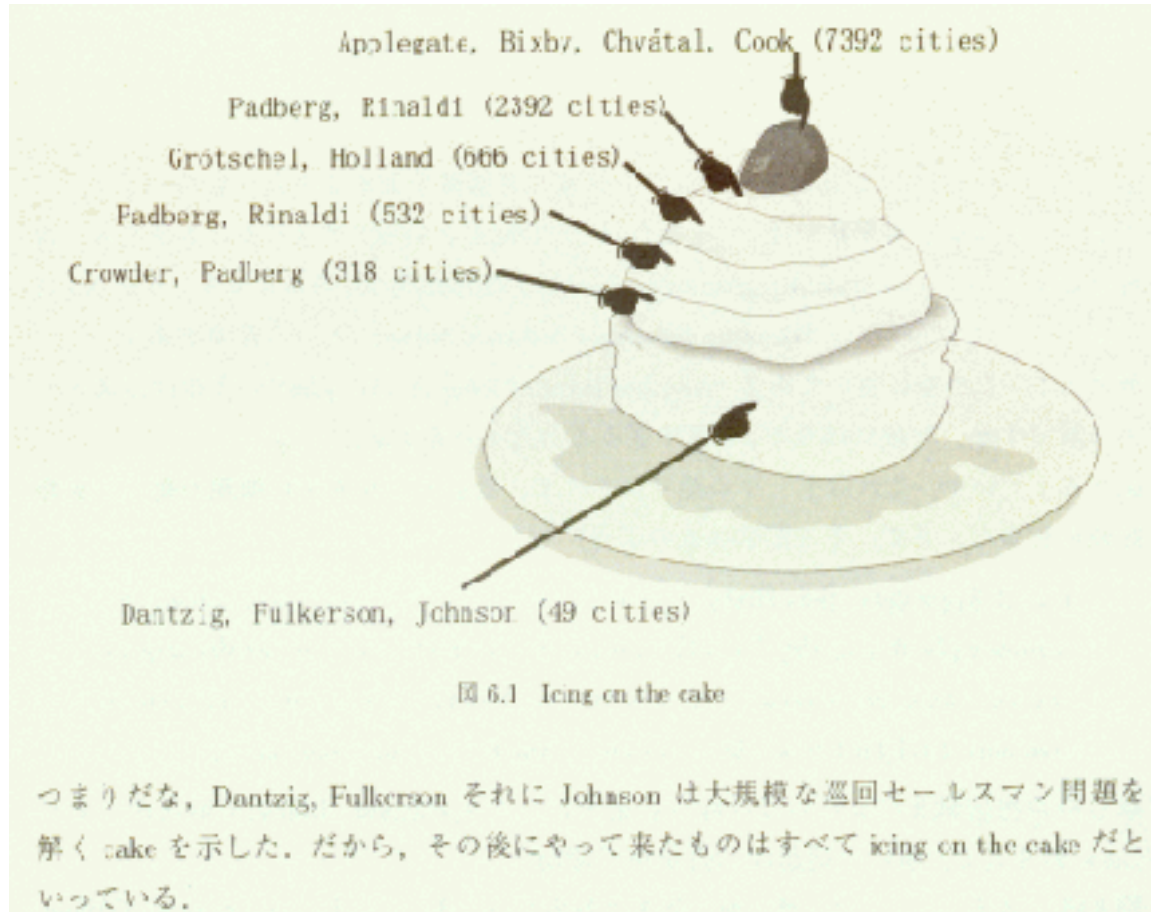 Applegate, Bixby, Chvátal, Cook (7392 cities)
Padberg, Rinaldi (2392 cities)
Grötschel, Holland (666 cities)
Padberg, Rinaldi (532 cities)
Crowder, Padberg (318 cities)
Dantzig, Fulkerson, Johnson (49 cities)
図 6.1 Icing on the cake
つまりだな, Dantzig, Fulkerson それに Johnson は大規模な巡回セールスマン問題を
解く cake を示した. だから, その後にやって来たものはすべて icing on the cake だと
いっている.